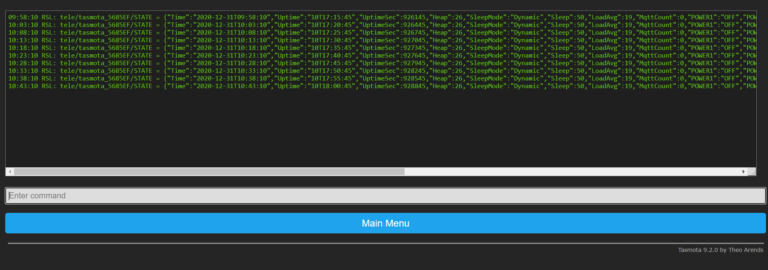 09:58:10 RSL: tele/tasmota_5685EF/STATE = {"Time":"2020-12-31T09:58:10","Uptime":"10T17:15:45","UptimeSec":926145,"Heap":26,"SleepMode":"Dynamic","Sleep":50,"LoadAvg":19,"MqttCount":0,"POWER1":"OFF","POW
10:03:10 RSL: tele/tasmota_5685EF/STATE = {"Time":"2020-12-31T10:03:10","Uptime":"10T17:20:45","UptimeSec":926445,"Heap":26,"SleepMode":"Dynamic","Sleep":50,"LoadAvg":19,"MqttCount":0,"POWER1":"OFF","POW
10:08:10 RSL: tele/tasmota_5685EF/STATE = {"Time":"2020-12-31T10:08:10","Uptime":"10T17:25:45","UptimeSec":926745,"Heap":26,"SleepMode":"Dynamic","Sleep":50,"LoadAvg":19,"MqttCount":0,"POWER1":"OFF","POW
10:13:10 RSL: tele/tasmota_5685EF/STATE = {"Time":"2020-12-31T10:13:10","Uptime":"10T17:30:45","UptimeSec":927045,"Heap":26,"SleepMode":"Dynamic","Sleep":50,"LoadAvg":19,"MqttCount":0,"POWER1":"OFF","POW
10:18:10 RSL: tele/tasmota_5685EF/STATE = {"Time":"2020-12-31T10:18:10","Uptime":"10T17:35:45","UptimeSec":927345,"Heap":26,"SleepMode":"Dynamic","Sleep":50,"LoadAvg":19,"MqttCount":0,"POWER1":"OFF","POW
10:23:10 RSL: tele/tasmota_5685EF/STATE = {"Time":"2020-12-31T10:23:10","Uptime":"10T17:40:45","UptimeSec":927645,"Heap":26,"SleepMode":"Dynamic","Sleep":50,"LoadAvg":19,"MqttCount":0,"POWER1":"OFF","POW
10:28:10 RSL: tele/tasmota_5685EF/STATE = {"Time":"2020-12-31T10:28:10","Uptime":"10T17:45:45","UptimeSec":927945,"Heap":26,"SleepMode":"Dynamic","Sleep":50,"LoadAvg":19,"MqttCount":0,"POWER1":"OFF","POW
10:33:10 RSL: tele/tasmota_5685EF/STATE = {"Time":"2020-12-31T10:33:10","Uptime":"10T17:50:45","UptimeSec":928245,"Heap":26,"SleepMode":"Dynamic","Sleep":50,"LoadAvg":19,"MqttCount":0,"POWER1":"OFF","POW
10:38:10 RSL: tele/tasmota_5685EF/STATE = {"Time":"2020-12-31T10:38:10","Uptime":"10T17:55:45","UptimeSec":928545,"Heap":26,"SleepMode":"Dynamic","Sleep":50,"LoadAvg":19,"MqttCount":0,"POWER1":"OFF","POW
10:43:10 RSL: tele/tasmota_5685EF/STATE = {"Time":"2020-12-31T10:43:10","Uptime":"10T18:00:45","UptimeSec":928845,"Heap":26,"SleepMode":"Dynamic","Sleep":50,"LoadAvg":19,"MqttCount":0,"POWER1":"OFF","POW
Enter command
Main Menu
Tasmota 9.2.0 by Theo Arends